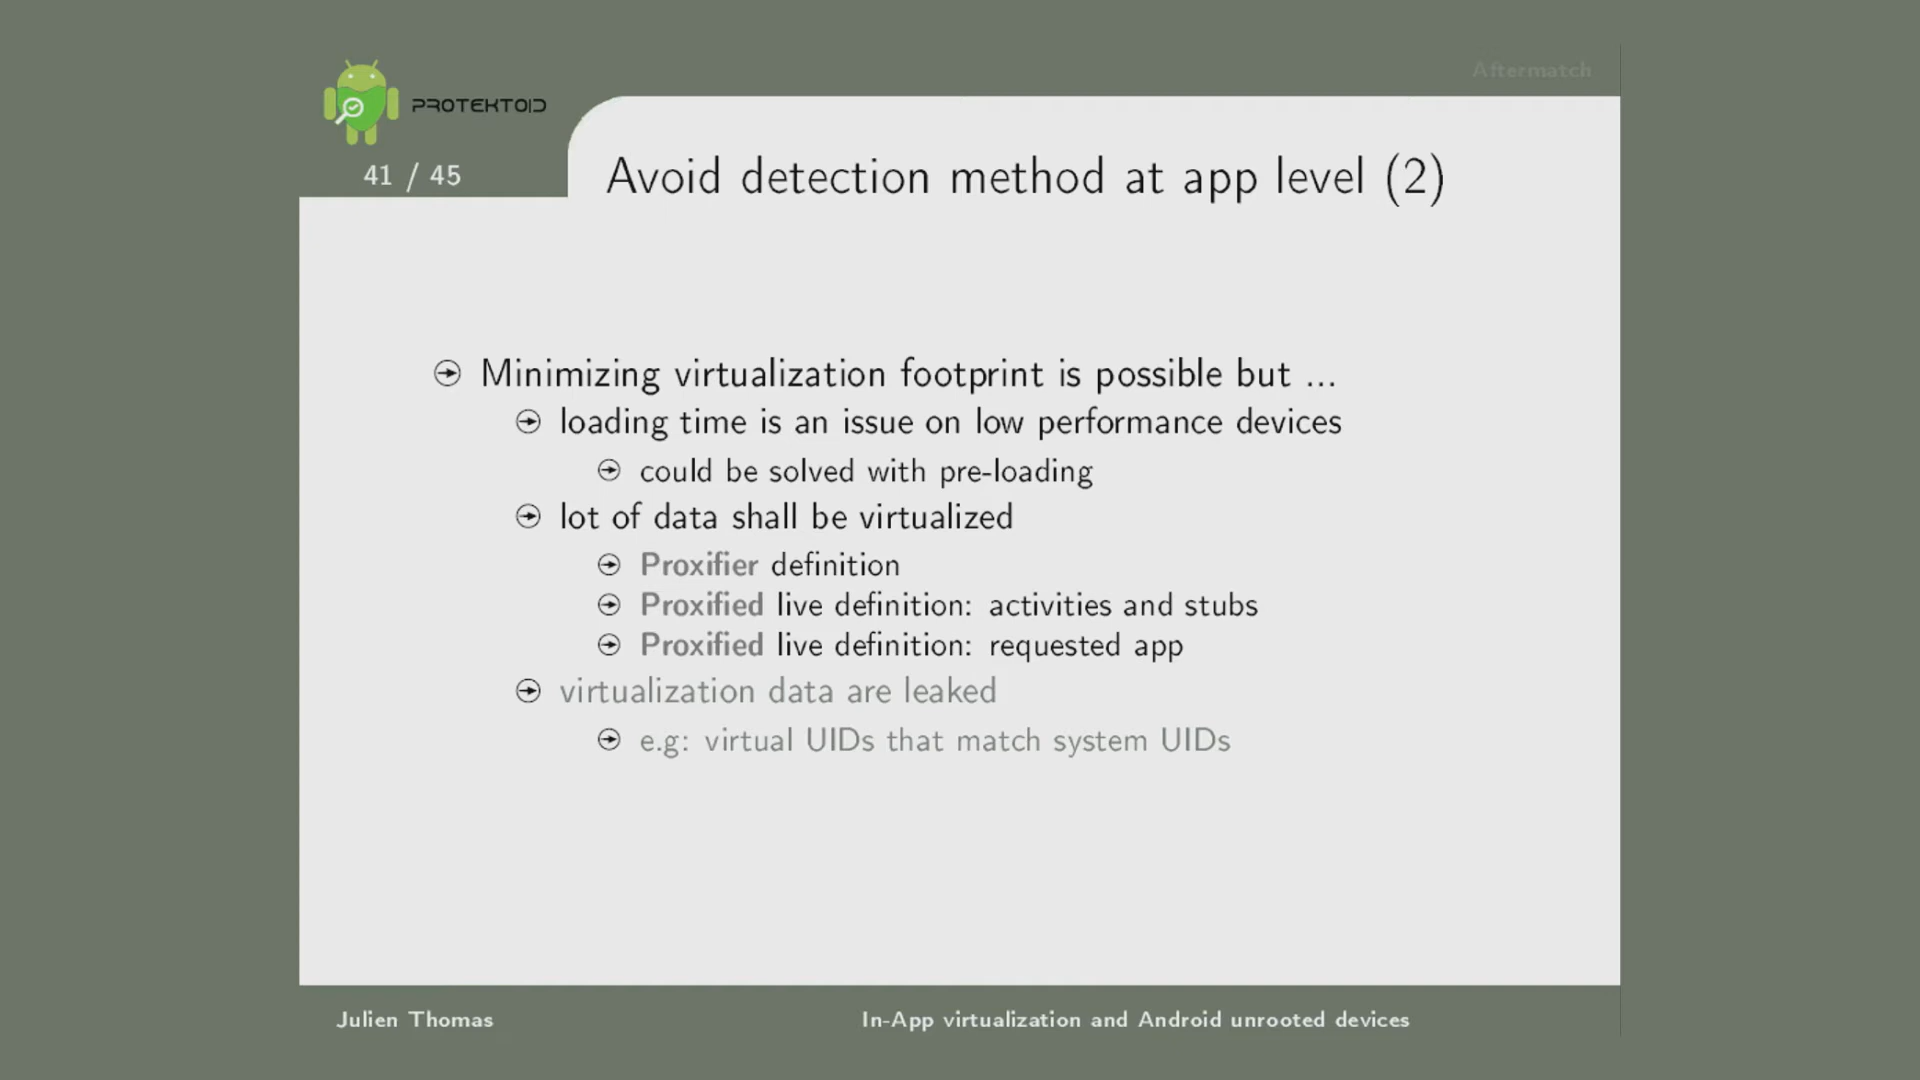 Aftermatch
PROTEKTOID
41 / 45
Avoid detection method at app level (2)
Minimizing virtualization footprint is possible but ...
loading time is an issue on low performance devices
could be solved with pre-loading
lot of data shall be virtualized
Proxifier definition
Proxified live definition: activities and stubs
Proxified live definition: requested app
virtualization data are leaked
e.g: virtual UIDs that match system UIDs
Julien Thomas
In-App virtualization and Android unrooted devices